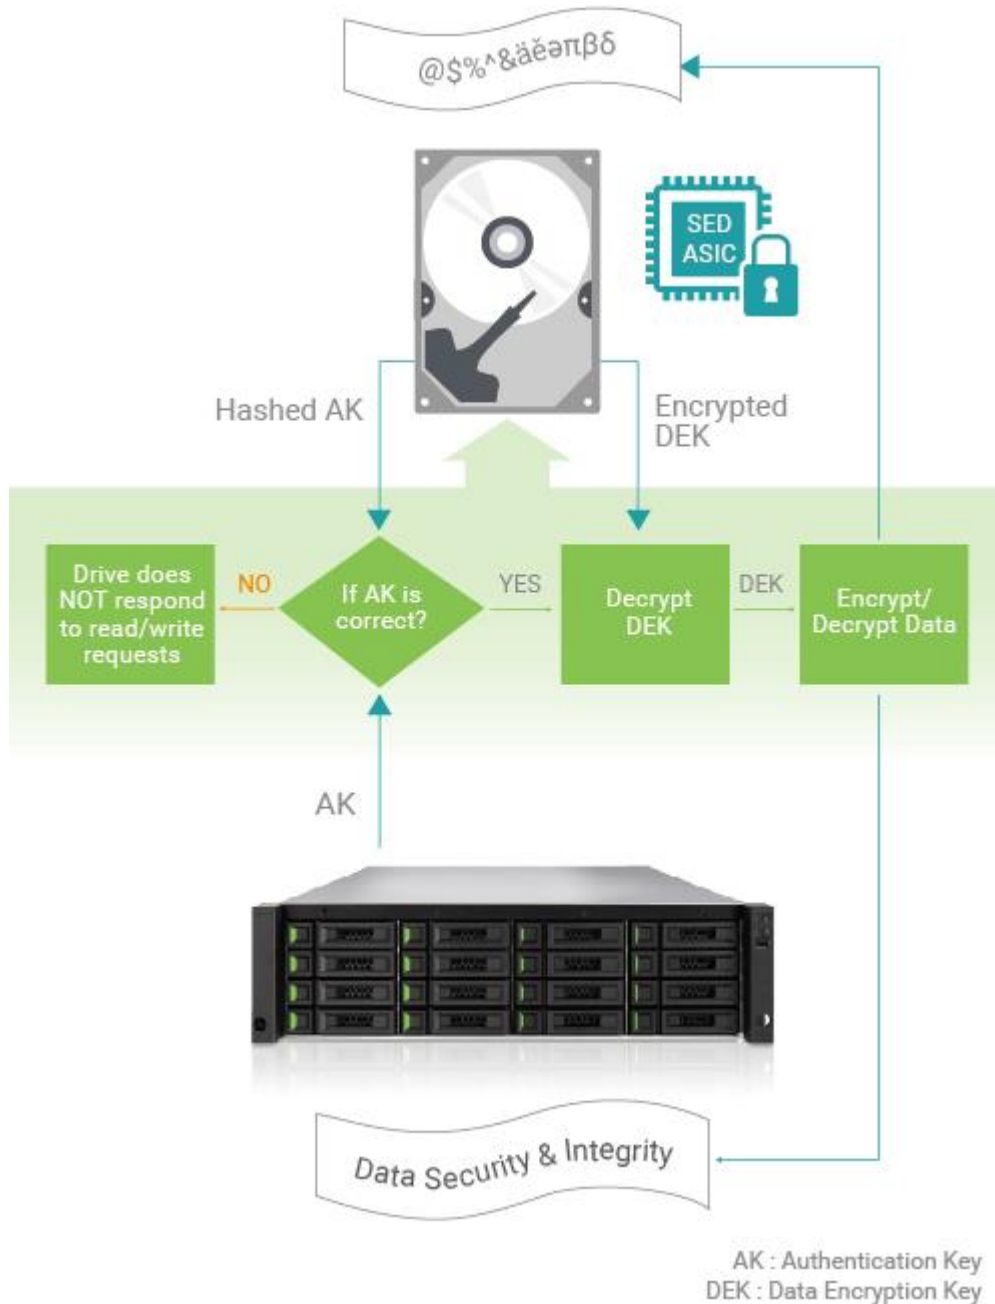 @$%^&äěəπβδ
SED
ASIC
Hashed AK
Encrypted
DEK
Drive does
NOT respond
to read/write
requests
NO
If AK is
correct?
YES
Decrypt
DEK
DEK
Encrypt/
Decrypt Data
AK
Data Security & Integrity
AK : Authentication Key
DEK : Data Encryption Key